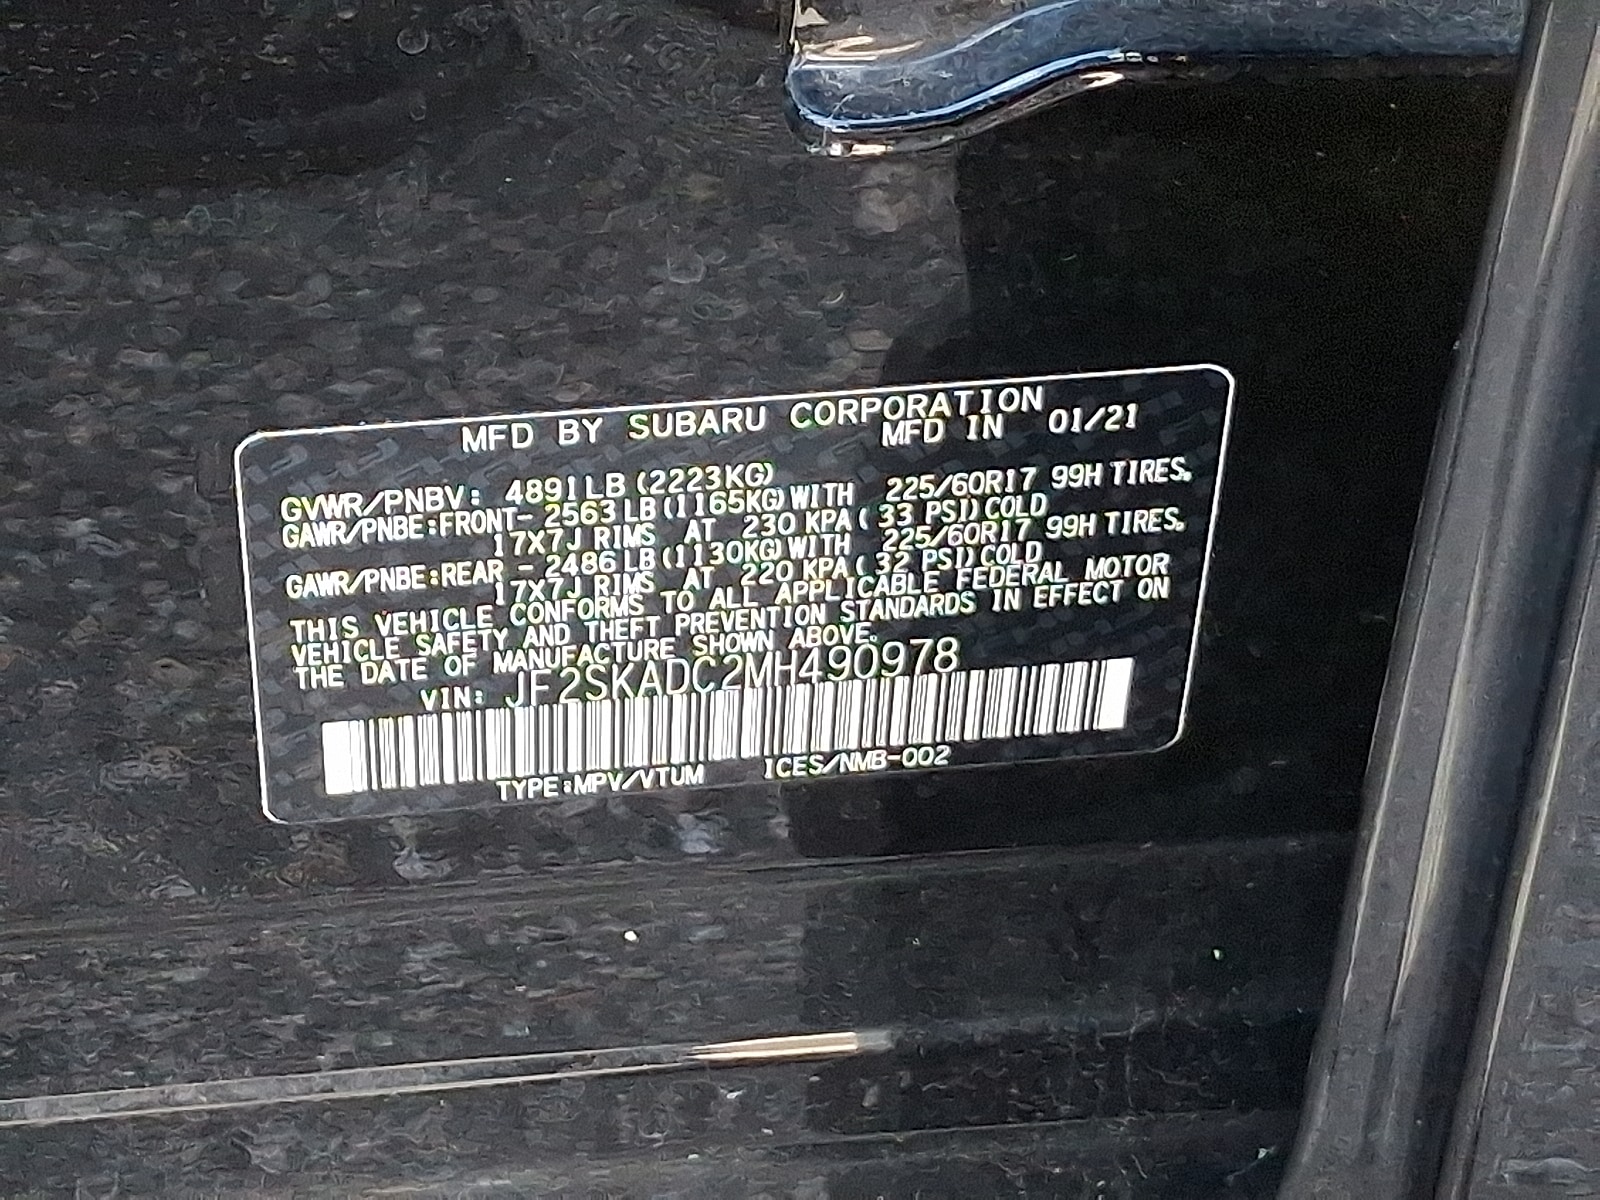 MFD BY SUBARU CORPORATION
MFD IN 01/21
GVWR/PNBV: 4891LB (2223KG)
GAWR/PNBE:FRONT- 2563LB (1165KG) WITH 225/60R17 99H TIRES,
17X7J RIMS AT 230 KPA( 33 PSI) COLD
GAWR/PNBE:REAR - 2486LB (1130KG) WITH 225/60R17 99H TIRES,
17X7J RIMS AT 220 KPA( 32 PSI) COLD
THIS VEHICLE CONFORMS TO ALL APPLICABLE FEDERAL MOTOR
VEHICLE SAFETY AND THEFT PREVENTION STANDARDS IN EFFECT ON
THE DATE OF MANUFACTURE SHOWN ABOVE.
VIN: JF2SKADC2MH490978
TYPE:MPV/VTUM ICES/NMB-002